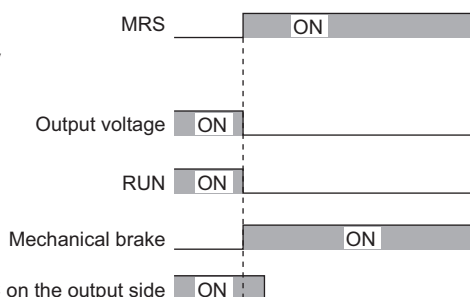 MRS ON
Output voltage ON
RUN ON
Mechanical brake ON
on the output side ON